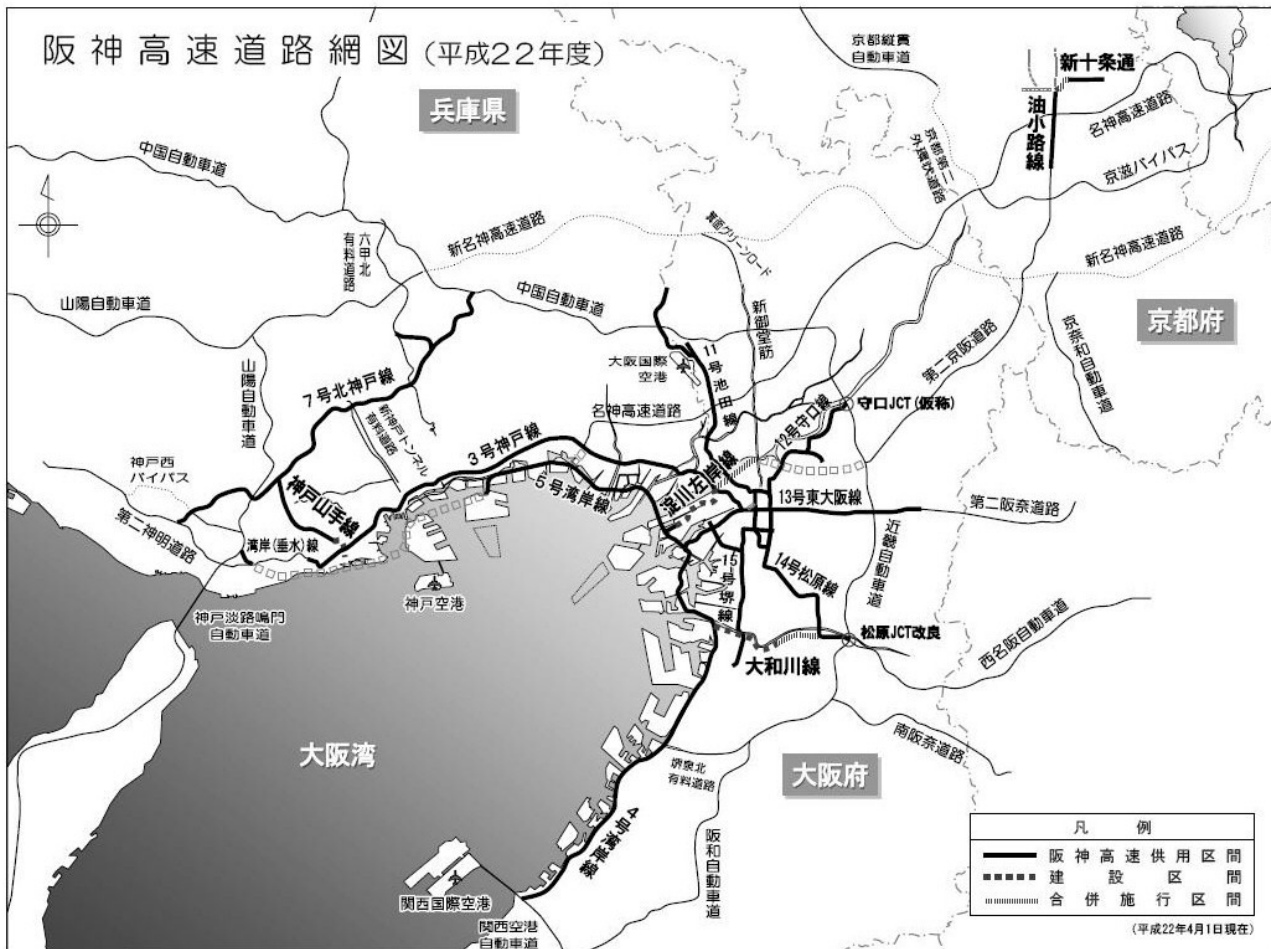 阪神高速道路網図(平成22年度)
兵庫県
京都縦貫
自動車道
新十条通
油小路線
名神高速道路
京滋バイパス
京都第二
外環状道路
中国自動車道
六甲北
有料道路
新名神高速道路
箕面グリーンロード
新名神高速道路
山陽自動車道
中国自動車道
新御堂筋
京都府
京奈和自動車道
大阪国際
空港
11号池田線
第二京阪道路
山陽自動車道
7号北神戸線
新神戸トンネル
有料道路
名神高速道路
12号守口線
守口JCT(仮称)
3号神戸線
神戸西
バイパス
神戸山手線
5号湾岸線
淀川左岸線
13号東大阪線
第二阪奈道路
第二神明道路
湾岸(垂水)線
近畿自動車道
15号堺線
14号松原線
神戸空港
神戸淡路鳴門
自動車道
松原JCT改良
西名阪自動車道
大和川線
大阪湾
南阪奈道路
堺泉北
有料道路
大阪府
4号湾岸線
阪和自動車道
関西国際空港
関西空港
自動車道
凡例
阪神高速供用区間
建設区間
合併施行区間
(平成22年4月1日現在)